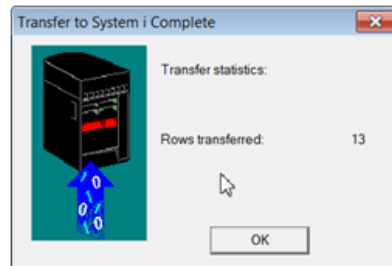 Transfer to System i Complete
Transfer statistics:
Rows transferred: 13
OK